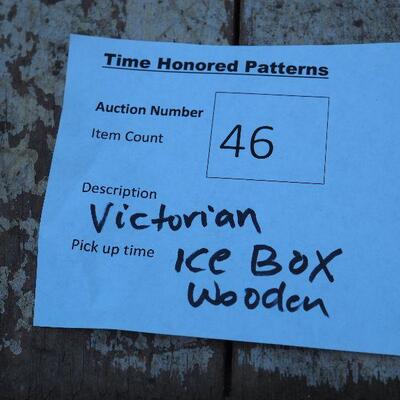 Time Honored Patterns
Auction Number
Item Count
46
Description
Victorian
Pick up time
Ice Box
Wooden